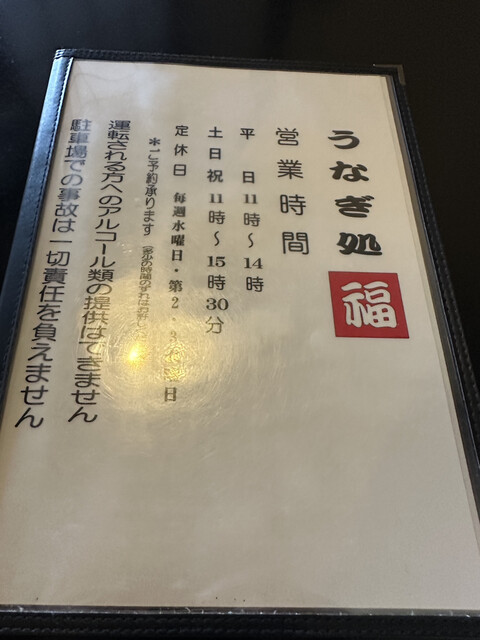 うなぎ処 福
営業時間
平 日 11時〜14時
土日祝 11時〜15時30分
定休日 毎週水曜日・第2・3 曜日
*ご予約承ります
運転される方へのアルコール類の提供はできません
駐車場での事故は一切責任を負えません